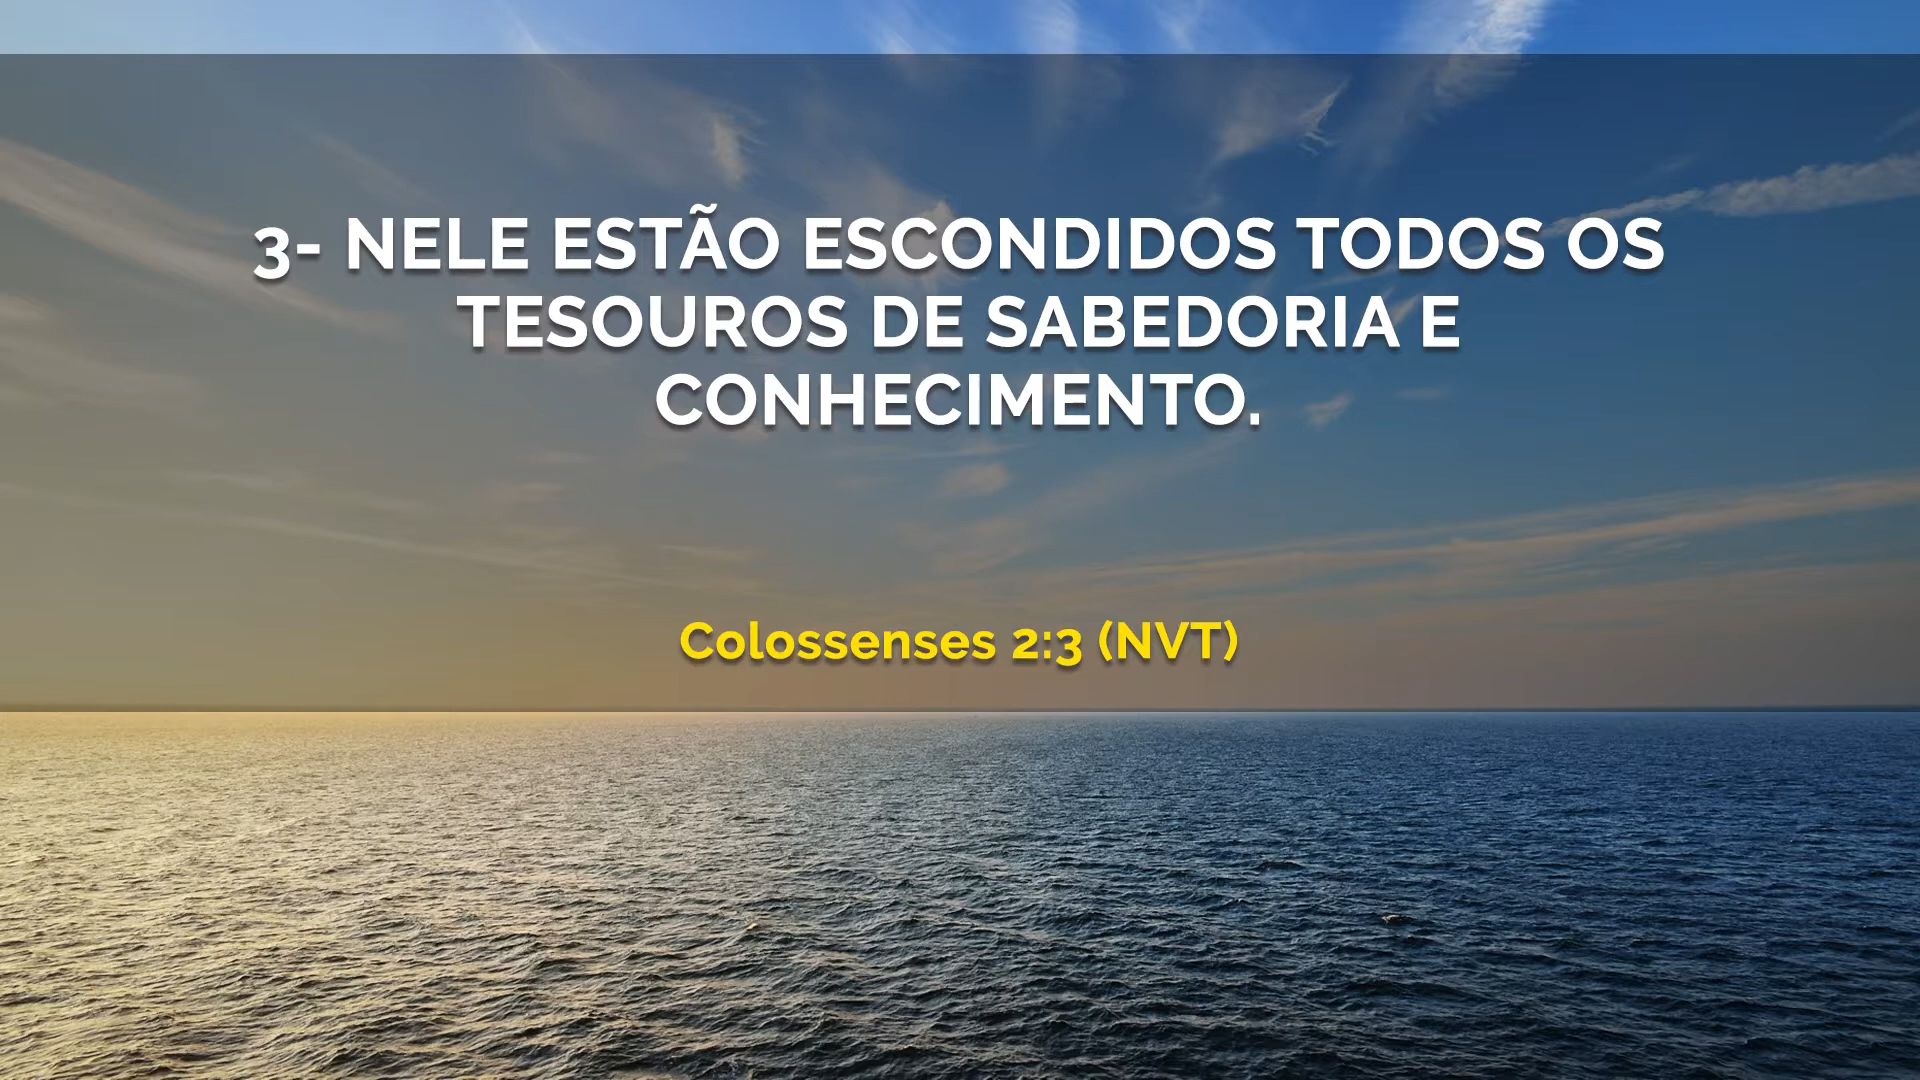 3- NELE ESTÃO ESCONDIDOS TODOS OS
TESOUROS DE SABEDORIA E
CONHECIMENTO.
Colossenses 2:3 (NVT)